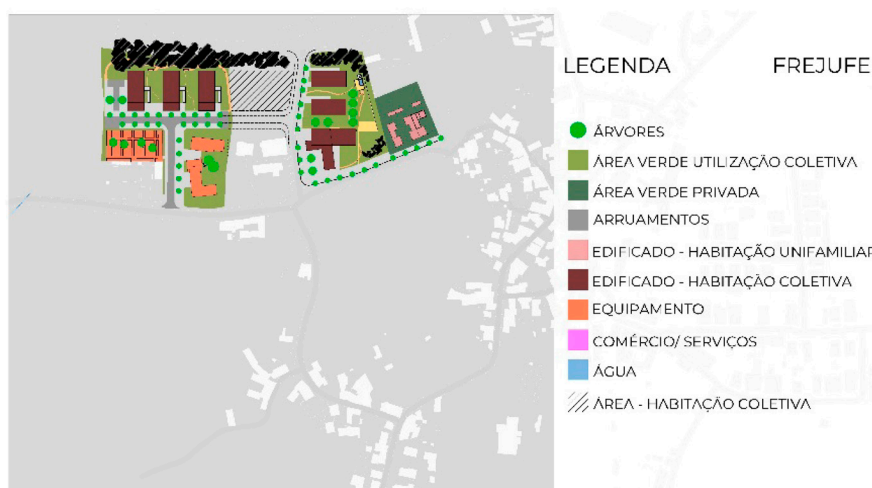 LEGENDA
FREJUFE
ÁRVORES
ÁREA VERDE UTILIZAÇÃO COLETIVA
ÁREA VERDE PRIVADA
ARRUAMENTOS
EDIFICADO - HABITAÇÃO UNIFAMILIAR
EDIFICADO - HABITAÇÃO COLETIVA
EQUIPAMENTO
COMÉRCIO/ SERVIÇOS
ÁGUA
ÁREA - HABITAÇÃO COLETIVA